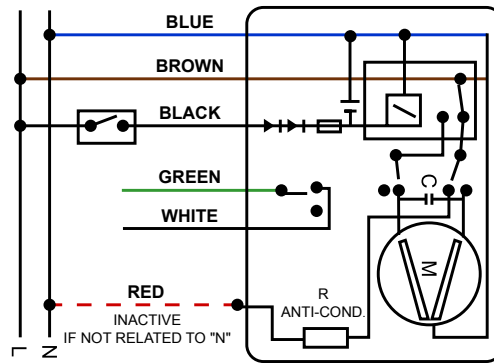 BLUE
BROWN
BLACK
GREEN
WHITE
RED
INACTIVE
IF NOT RELATED TO "N"
R
ANTI-COND.
C
M
L
N